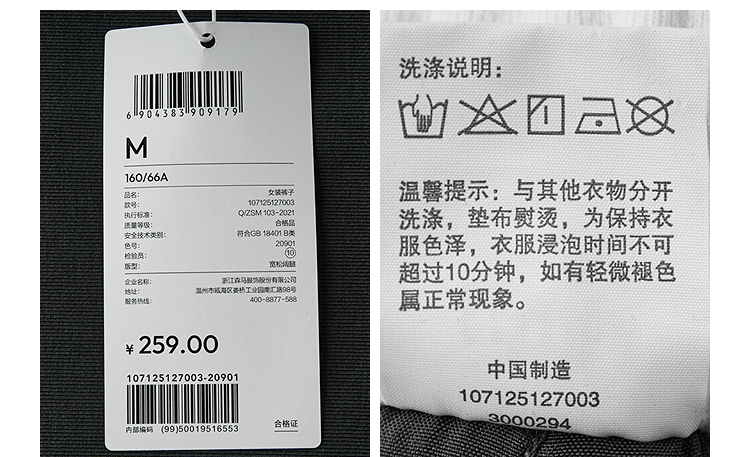 6 904383 909179
M
160/66A
品名: 女装裤子
款号: 107125127003
执行标准: Q/ZSM 103-2021
质量等级: 合格品
安全技术类别: 符合GB 18401 B类
色号: 20901
检验员: 10
版型: 宽松阔腿
企业名称: 浙江森马服饰股份有限公司
地址: 温州市瓯海区娄桥工业园南汇路98号
服务热线: 400-8877-588
¥ 259.00
107125127003-20901
内部编码 (99)50019516553
合格证
洗涤说明:
温馨提示: 与其他衣物分开
洗涤，垫布熨烫，为保持衣
服色泽，衣服浸泡时间不可
超过10分钟，如有轻微褪色
属正常现象。
中国制造
107125127003
3000294